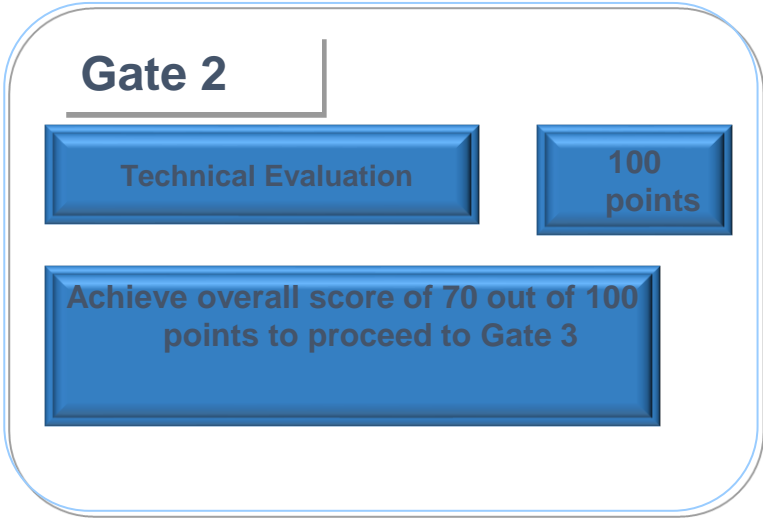 Gate 2
Technical Evaluation
100
points
Achieve overall score of 70 out of 100
points to proceed to Gate 3